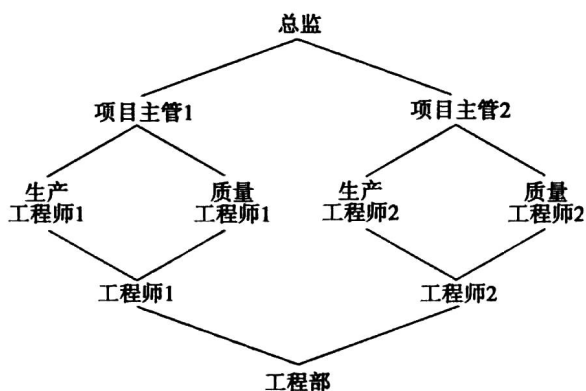 总监
项目主管1
项目主管2
生产
工程师1
质量
工程师1
生产
工程师2
质量
工程师2
工程师1
工程师2
工程部